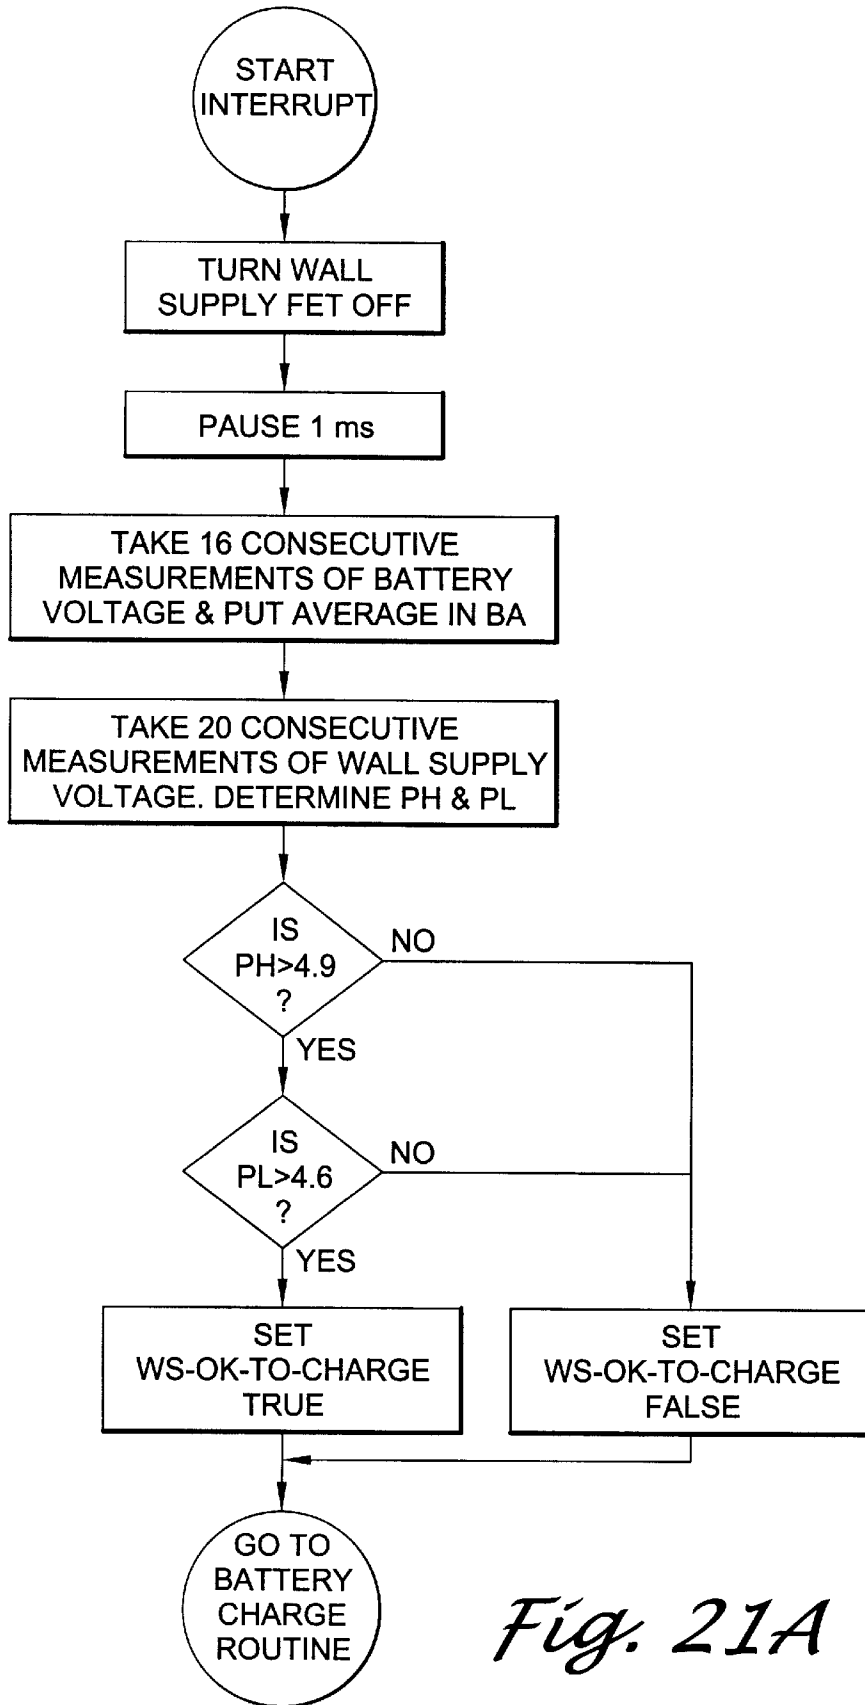 START
INTERRUPT
TURN WALL
SUPPLY FET OFF
PAUSE 1 ms
TAKE 16 CONSECUTIVE
MEASUREMENTS OF BATTERY
VOLTAGE & PUT AVERAGE IN BA
TAKE 20 CONSECUTIVE
MEASUREMENTS OF WALL SUPPLY
VOLTAGE. DETERMINE PH & PL
IS
PH>4.9
?
NO
YES
IS
PL>4.6
?
NO
YES
SET
WS-OK-TO-CHARGE
TRUE
SET
WS-OK-TO-CHARGE
FALSE
GO TO
BATTERY
CHARGE
ROUTINE
Fig. 21A